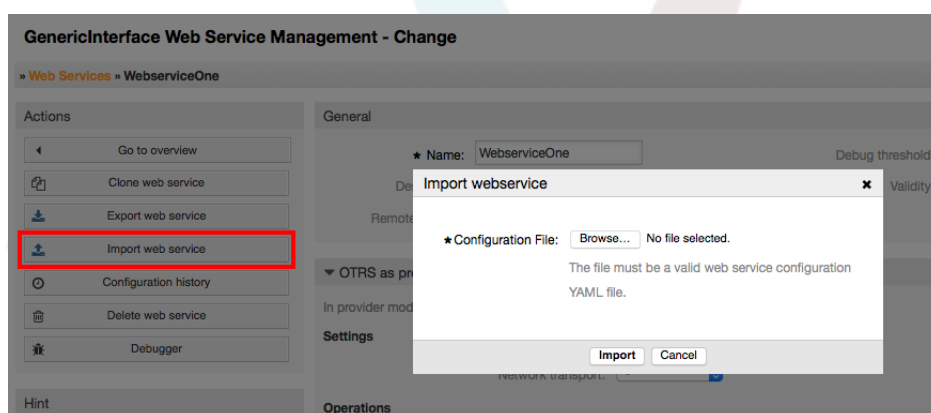 GenericInterface Web Service Management - Change
» Web Services » WebserviceOne
Actions
Go to overview
Clone web service
Export web service
Import web service
Configuration history
Delete web service
Debugger
Hint
General
★ Name: WebserviceOne
Debug threshold
Validity
Remote
Import webservice ✖
★ Configuration File: Browse... No file selected.
The file must be a valid web service configuration
YAML file.
Import Cancel
▼ OTRS as pr
In provider mod
Settings
Network transport:
Operations